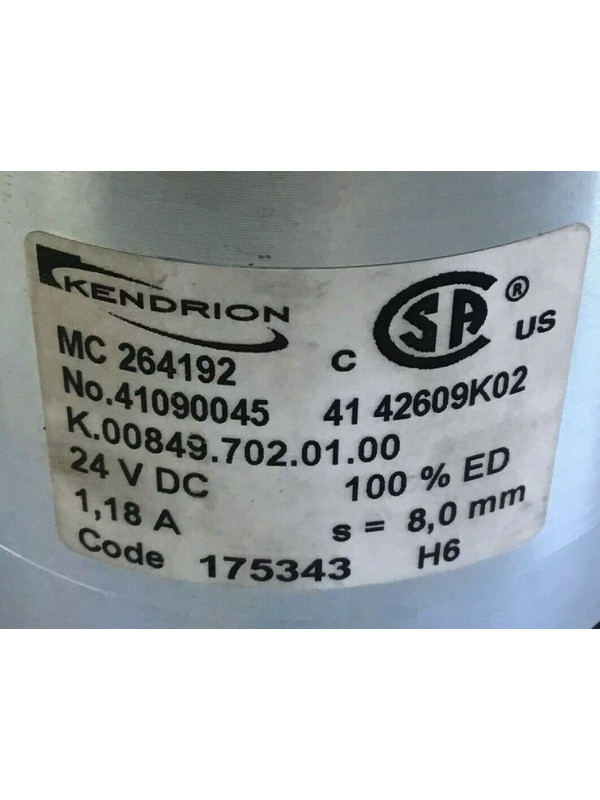 KENDRION
C SA ® US
MC 264192
No.41090045 41 42609K02
K.00849.702.01.00
24 V DC 100 % ED
1,18 A s = 8,0 mm
Code 175343 H6